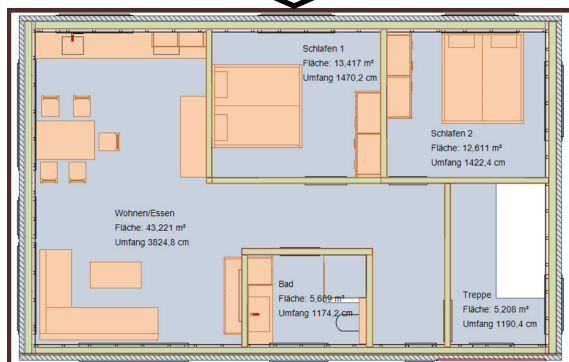 Schlafen 1
Fläche: 13,417 m²
Umfang 1470,2 cm
Schlafen 2
Fläche: 12,611 m²
Umfang 1422,4 cm
Wohnen/Essen
Fläche: 43,221 m²
Umfang 3824,8 cm
Bad
Fläche: 5,689 m²
Umfang 1174,2 cm
Treppe
Fläche: 5,208 m²
Umfang 1190,4 cm